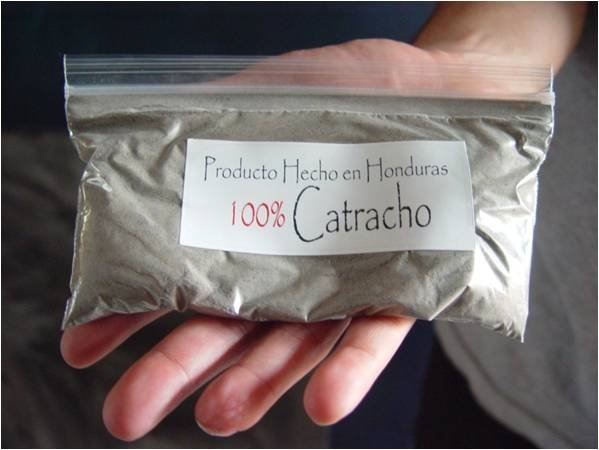 Producto Hecho en Honduras
100% Catracho